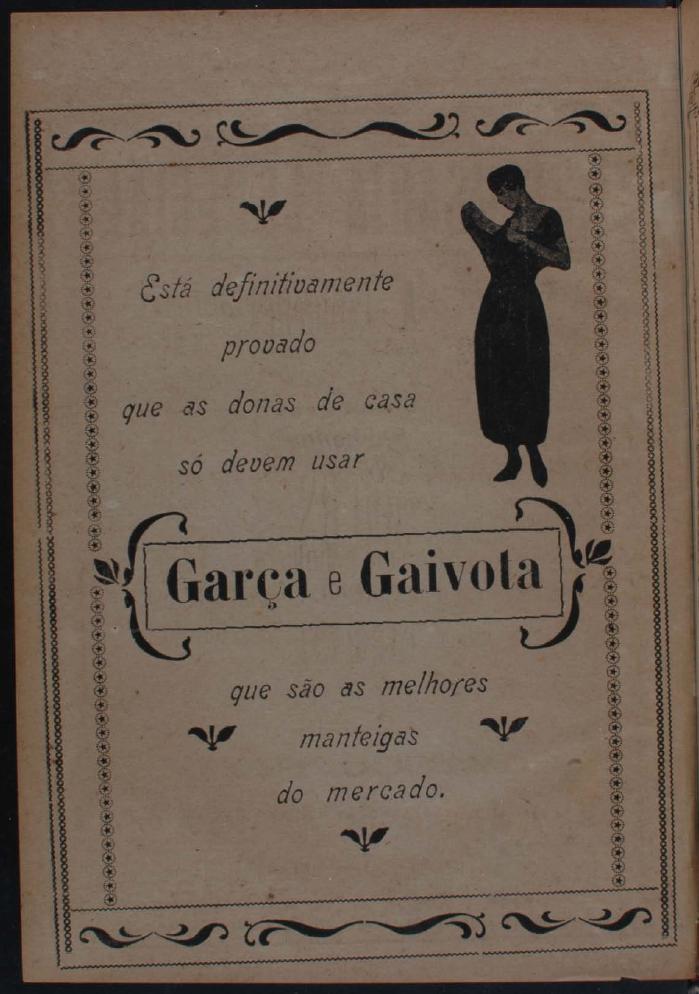 Está definitivamente
provado
que as donas de casa
só devem usar
Garça e Gaivota
que são as melhores
manteigas
do mercado.